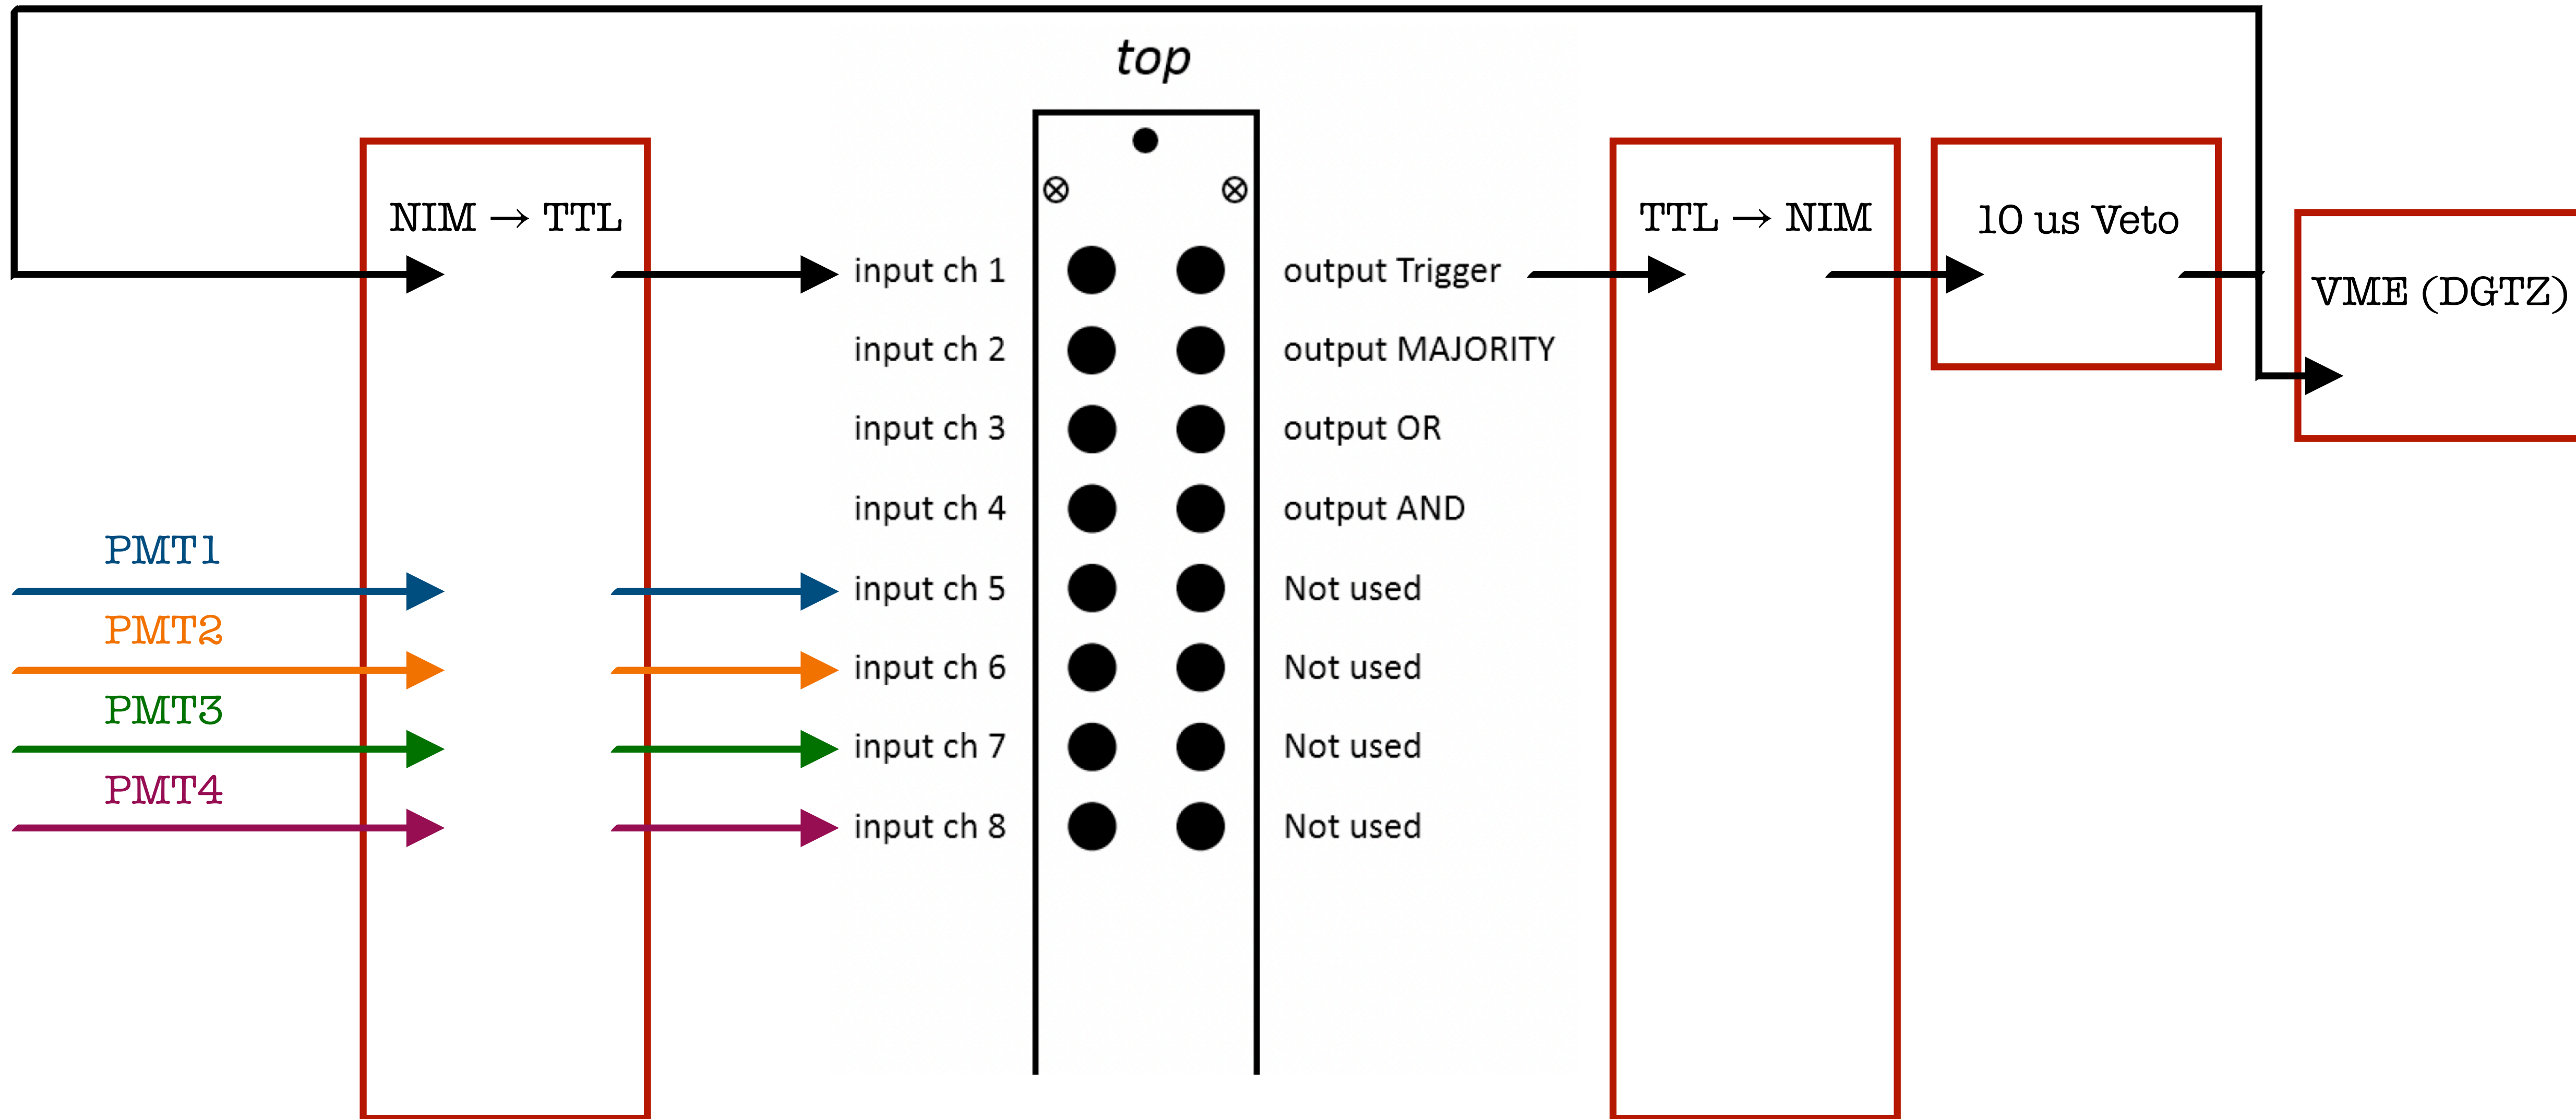 top
NIM → TTL
TTL → NIM
10 us Veto
VME (DGTZ)
input ch 1
output Trigger
input ch 2
output MAJORITY
input ch 3
output OR
input ch 4
output AND
PMT1
input ch 5
Not used
PMT2
input ch 6
Not used
PMT3
input ch 7
Not used
PMT4
input ch 8
Not used